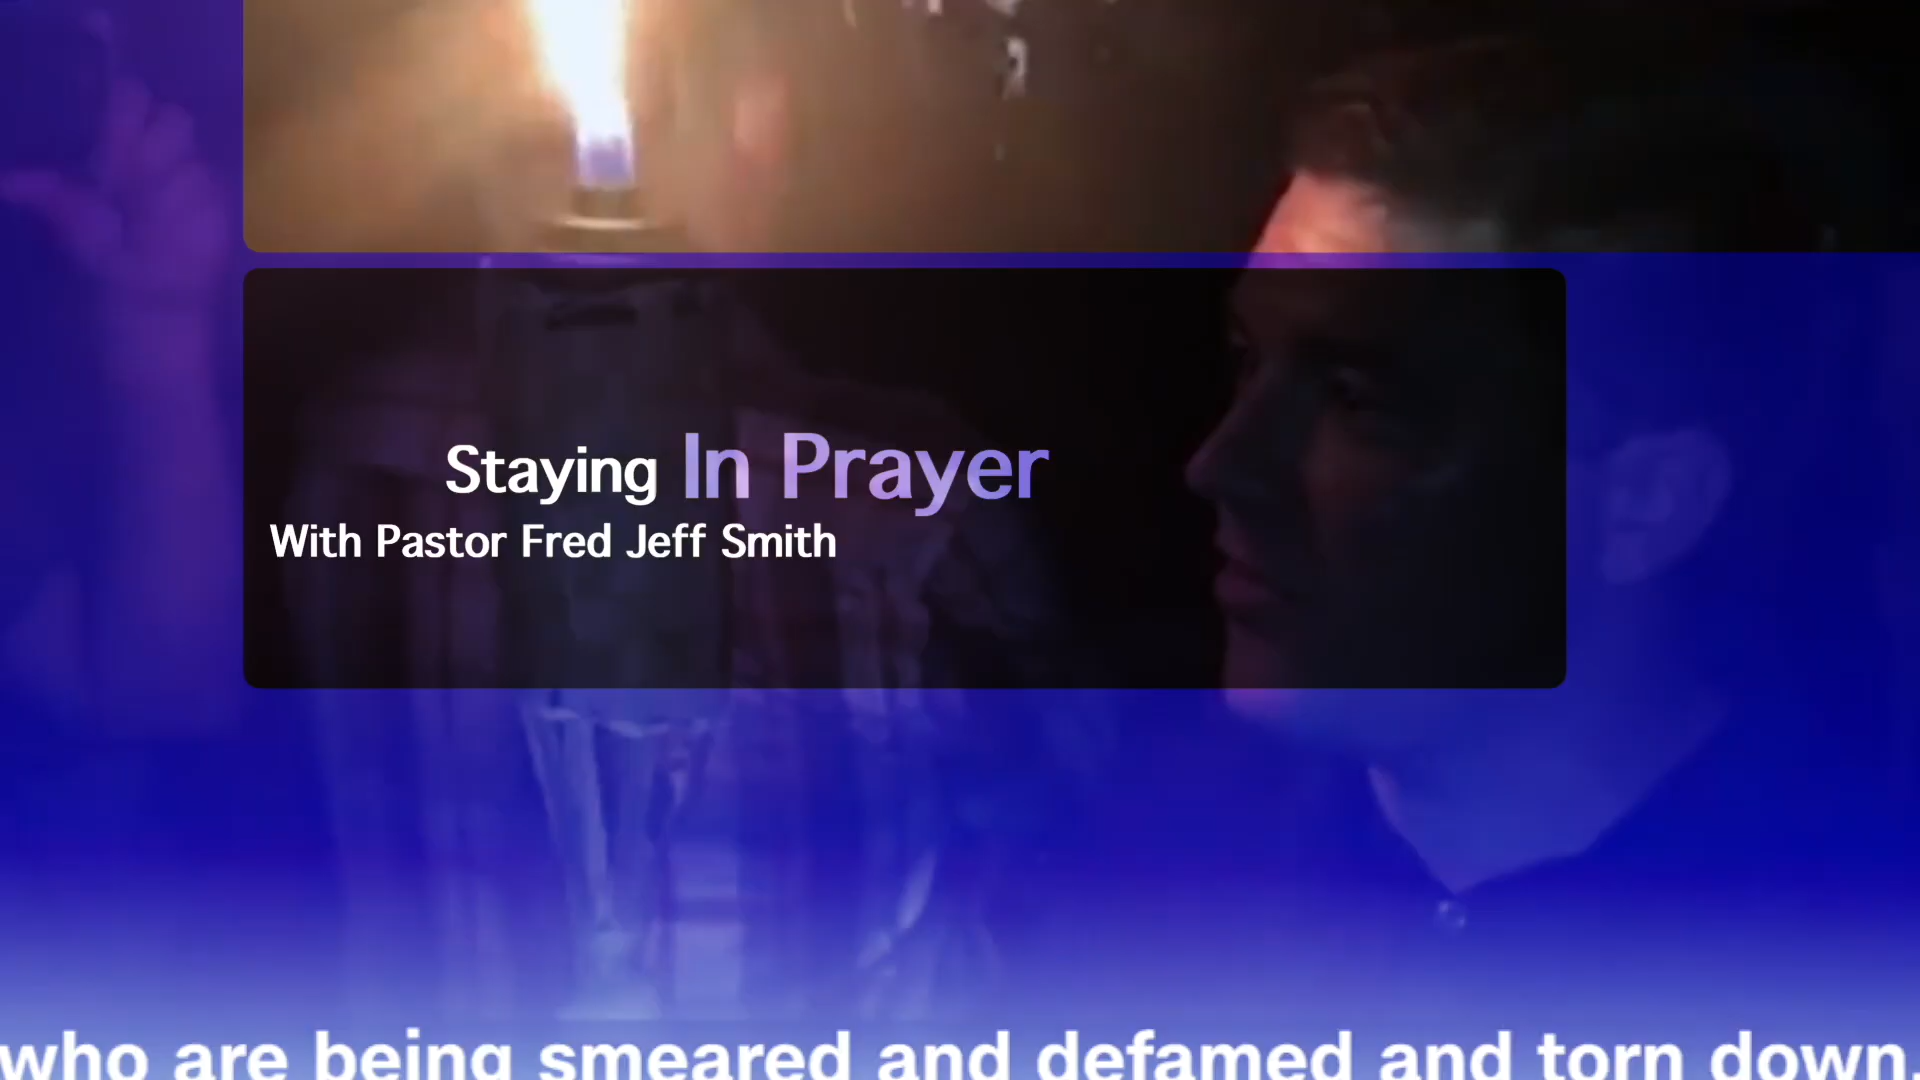 Staying In Prayer
With Pastor Fred Jeff Smith
who are being smeared and defamed and torn down.